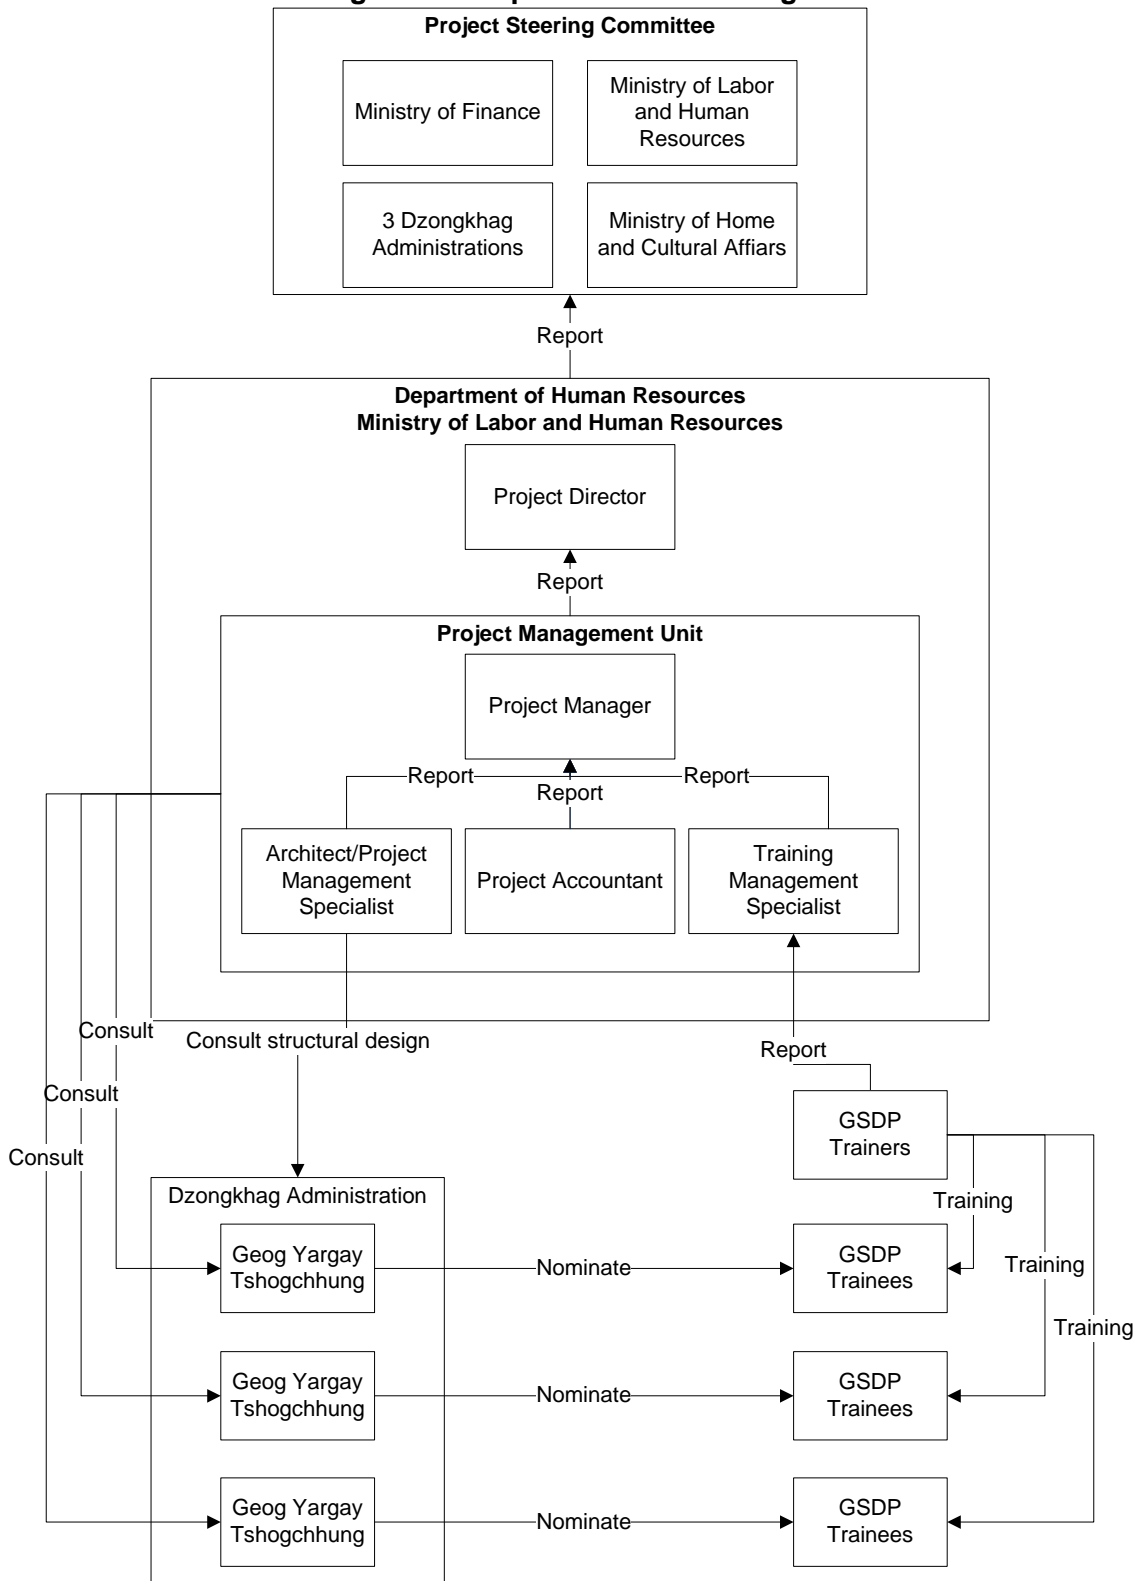 Project Steering Committee
Ministry of Finance
Ministry of Labor
and Human
Resources
3 Dzongkhag
Administrations
Ministry of Home
and Cultural Affiars
Report
Department of Human Resources
Ministry of Labor and Human Resources
Project Director
Report
Project Management Unit
Project Manager
Report
Report
Report
Architect/Project
Management
Specialist
Project Accountant
Training
Management
Specialist
Consult
Consult structural design
Report
Consult
GSDP
Trainers
Consult
Dzongkhag Administration
Training
Geog Yargay
Tshogchhung
Nominate
GSDP
Trainees
Training
Training
Geog Yargay
Tshogchhung
Nominate
GSDP
Trainees
Geog Yargay
Tshogchhung
Nominate
GSDP
Trainees